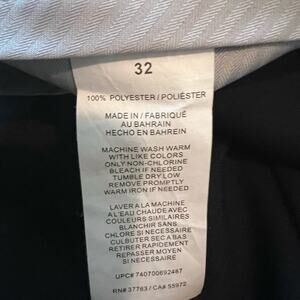 32
100% POLYESTER / POLIÉSTER
MADE IN / FABRIQUÉ
AU BAHRAIN
HECHO EN BAHREIN
MACHINE WASH WARM
WITH LIKE COLORS
ONLY NON-CHLORINE
BLEACH IF NEEDED
TUMBLE DRY LOW
REMOVE PROMPTLY
WARM IRON IF NEEDED
LAVER A LA MACHINE
A L'EAU CHAUDE AVEC
COULEURS SIMILAIRES
BLANCHIR SANS
CHLORE SI NECESSAIRE
CULBUTER SEC A BAS
RETIRER RAPIDEMENT
REPASSER MOYEN
SI NECESSAIRE
UPC# 740700692487
RN# 37763 / CA# 55972